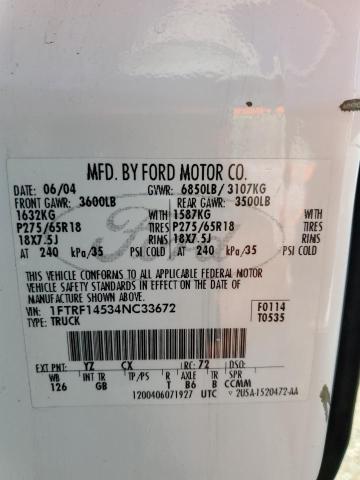 MFD. BY FORD MOTOR CO.
DATE: 06/04 GVWR: 6850LB/ 3107KG
FRONT GAWR: 3600LB REAR GAWR: 3500LB
1632KG WITH 1587KG WITH
P275/65R18 TIRES P275/65R18 TIRES
18X7.5J RIMS 18X7.5J RIMS
AT 240 kPa/35 PSI COLD AT 240 kPa/35 PSI COLD
THIS VEHICLE CONFORMS TO ALL APPLICABLE FEDERAL MOTOR
VEHICLE SAFETY STANDARDS IN EFFECT ON THE DATE OF
MANUFACTURE SHOWN ABOVE.
VIN: 1FTRF14534NC33672 F0114
TYPE: TRUCK T0535
EXT PNT: YZ CX RC: 72 DSO:
WB INT TR TP/PS R AXLE TR SPR
126 GB T B6 B CCMM
1200406071927 UTC 2USA-1520472-AA
Ford